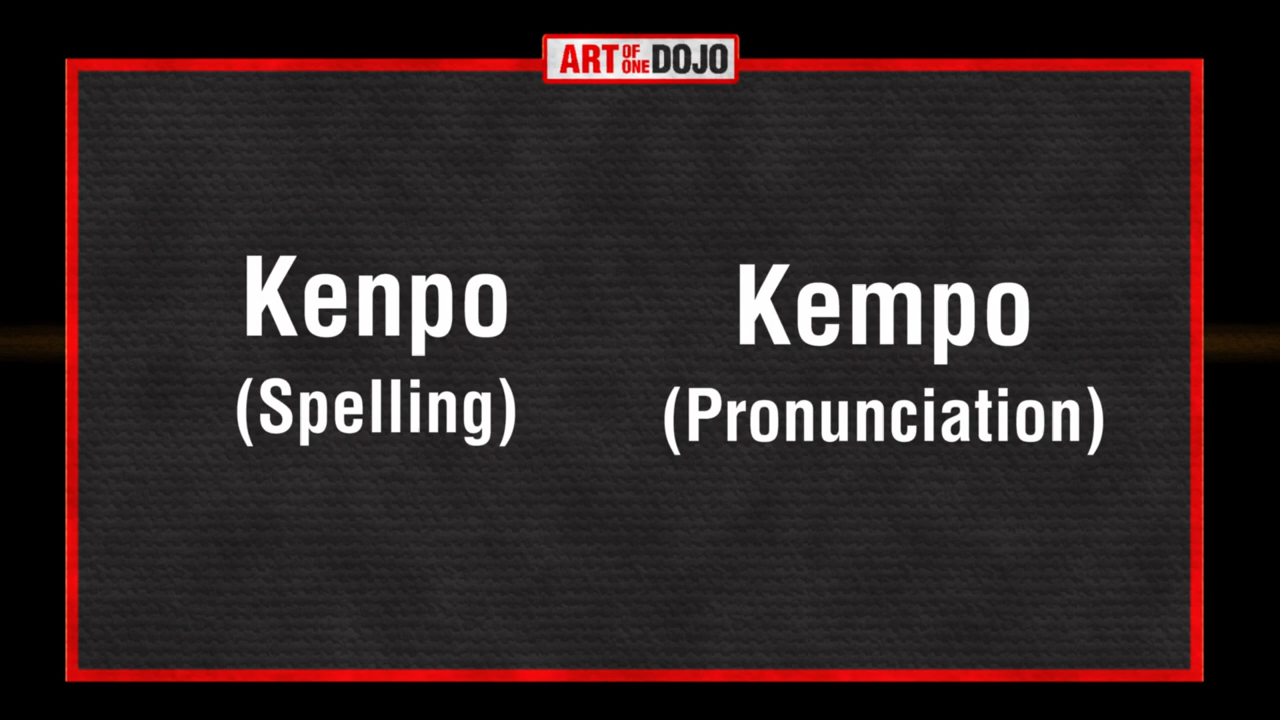 ART OF ONE DOJO
Kenpo
(Spelling)
Kempo
(Pronunciation)